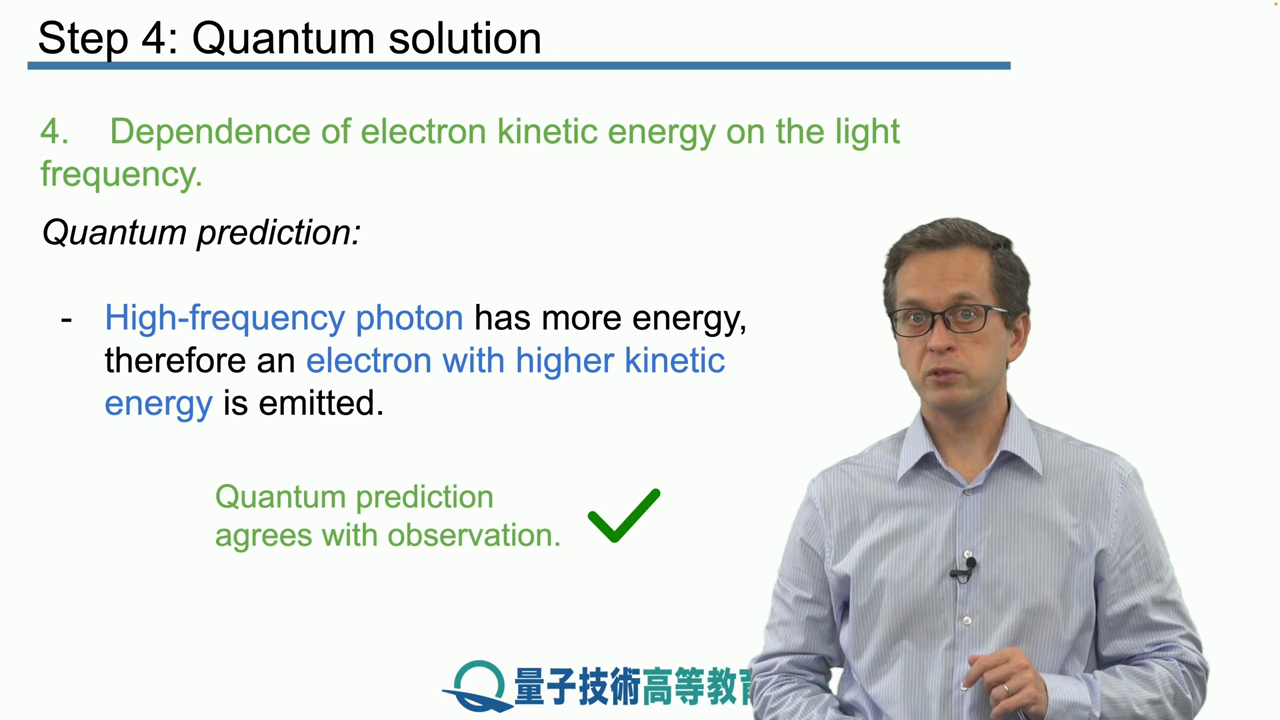 Step 4: Quantum solution
4. Dependence of electron kinetic energy on the light
frequency.
Quantum prediction:
- High-frequency photon has more energy,
therefore an electron with higher kinetic
energy is emitted.
Quantum prediction
agrees with observation.
量子技術高等教育